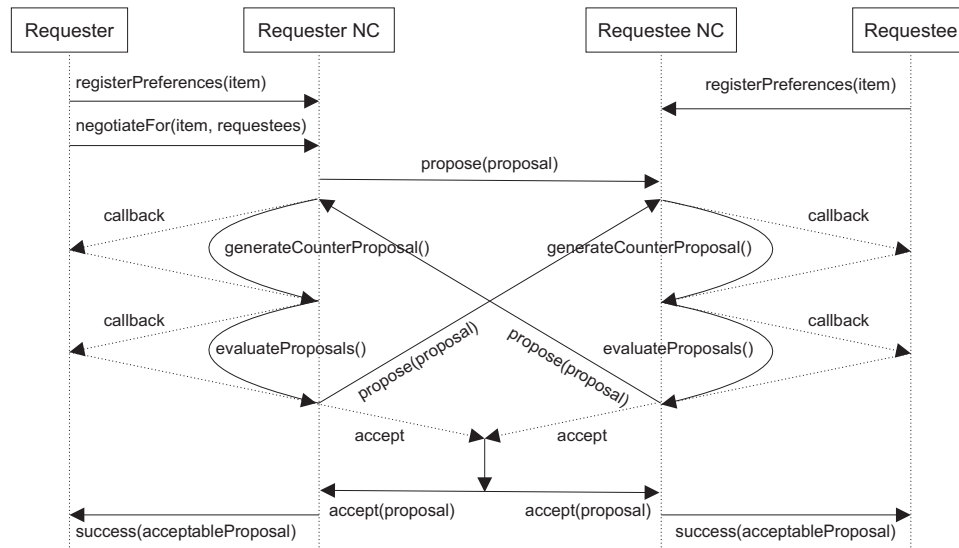 Requester
Requester NC
Requestee NC
Requestee
registerPreferences(item)
registerPreferences(item)
negotiateFor(item, requestees)
propose(proposal)
callback
callback
generateCounterProposal()
generateCounterProposal()
callback
callback
evaluateProposals()
evaluateProposals()
propose(proposal)
propose(proposal)
accept
accept
accept(proposal)
accept(proposal)
success(acceptableProposal)
success(acceptableProposal)